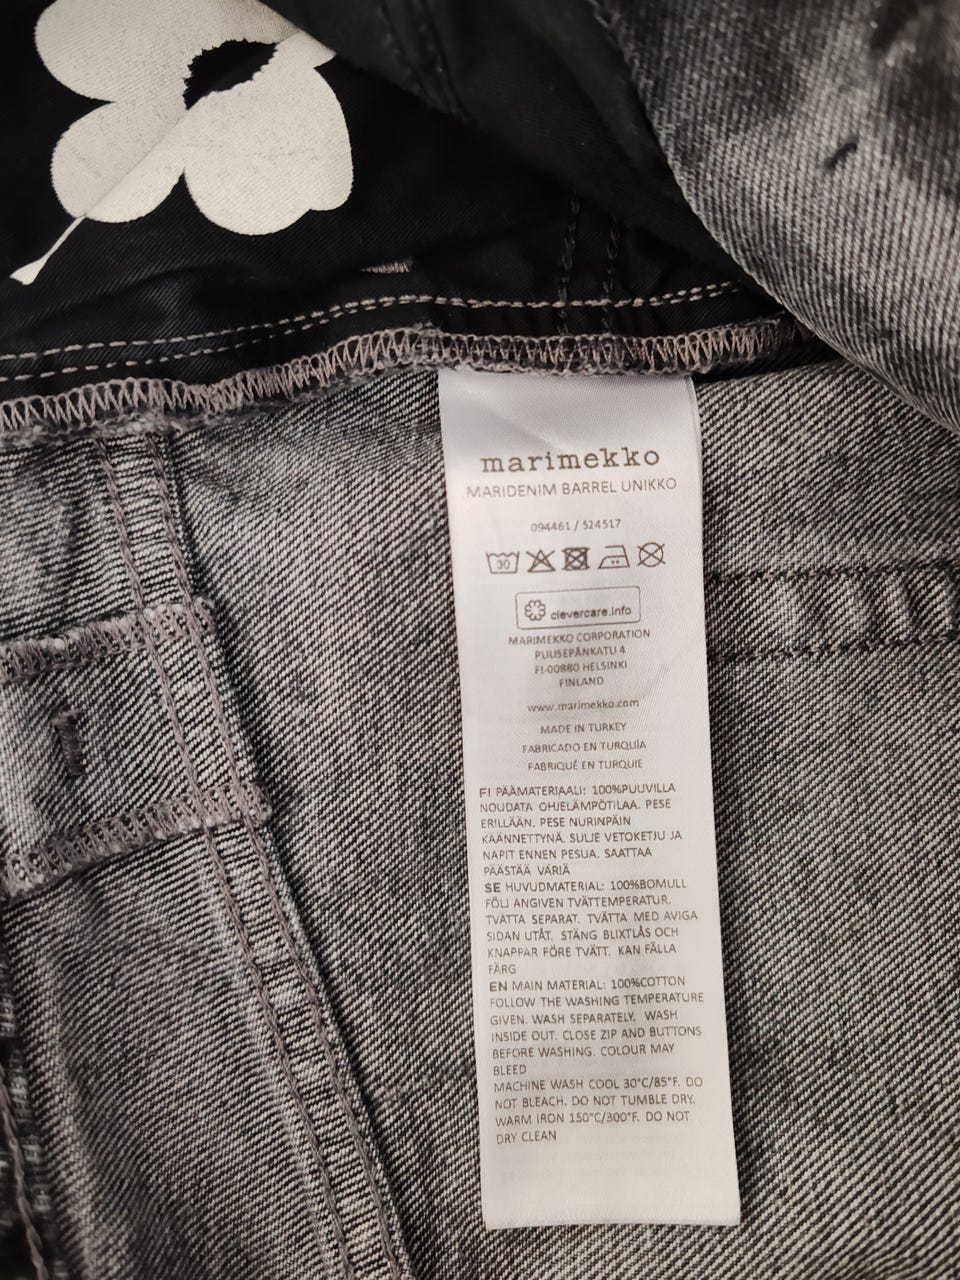 marimekko
MARIDENIM BARREL UNIKKO
094461 / 524517
30
clevercare.info
MARIMEKKO CORPORATION
PUUSEPÄNKATU 4
FI-00880 HELSINKI
FINLAND
www.marimekko.com
MADE IN TURKEY
FABRICADO EN TURQUÍA
FABRIQUÉ EN TURQUIE
FI PÄÄMATERIAALI: 100%PUUVILLA
NOUDATA OHJELÄMPÖTILAA. PESE
ERILLÄÄN. PESE NURINPÄIN
KÄÄNNETTYNÄ. SULJE VETOKETJU JA
NAPIT ENNEN PESUA. SAATTAA
PÄÄSTÄÄ VÄRIÄ
SE HUVUDMATERIAL: 100%BOMULL
FÖLJ ANGIVEN TVÄTTEMPERATUR.
TVÄTTA SEPARAT. TVÄTTA MED AVIGA
SIDAN UTÅT. STÄNG BLIXTLÅS OCH
KNAPPAR FÖRE TVÄTT. KAN FÄLLA
FÄRG
EN MAIN MATERIAL: 100%COTTON
FOLLOW THE WASHING TEMPERATURE
GIVEN. WASH SEPARATELY. WASH
INSIDE OUT. CLOSE ZIP AND BUTTONS
BEFORE WASHING. COLOUR MAY
BLEED
MACHINE WASH COOL 30°C/85°F. DO
NOT BLEACH. DO NOT TUMBLE DRY.
WARM IRON 150°C/300°F. DO NOT
DRY CLEAN